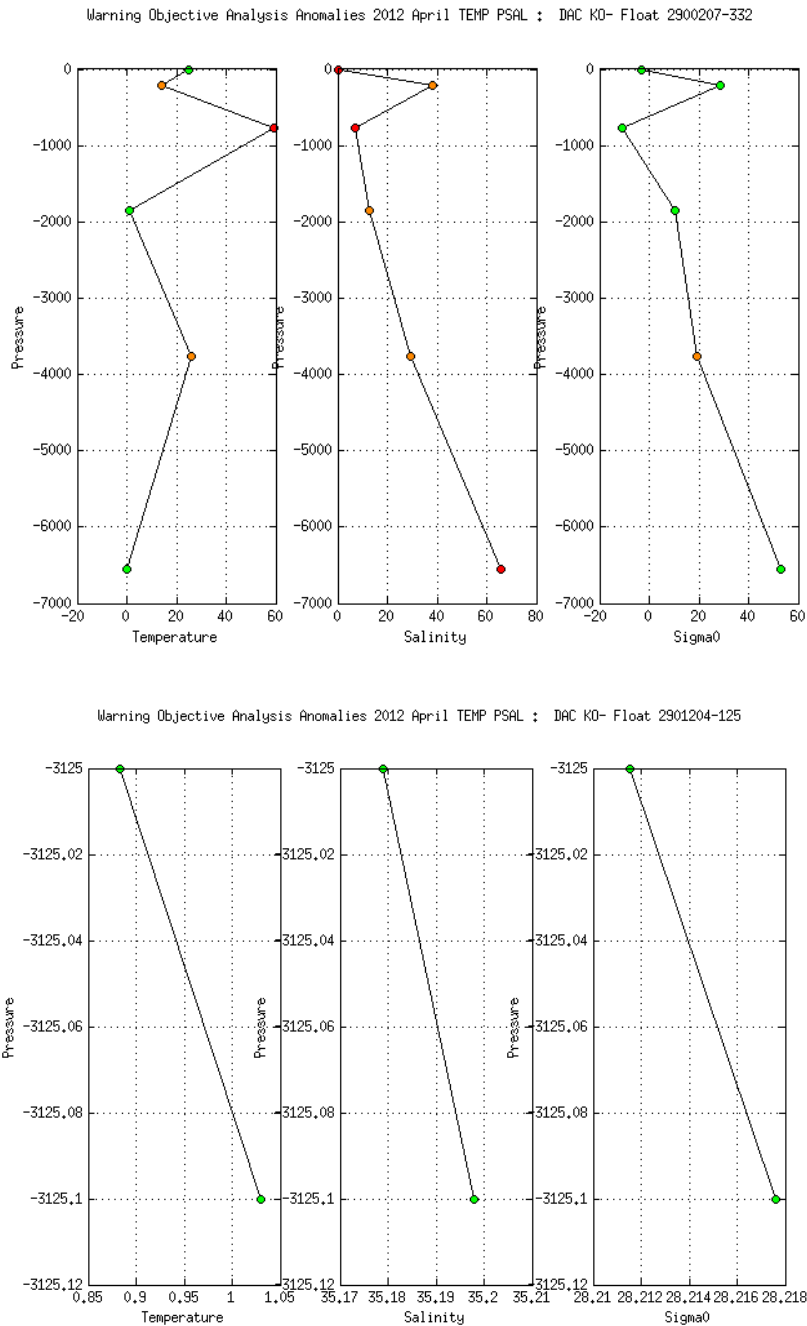 Warning Objective Analysis Anomalies 2012 April TEMP PSAL : DAC KO- Float 2900207-332
0 0 0
-1000 -1000 -1000
-2000 -2000 -2000
-3000 -3000 -3000
Pressure Pressure Pressure
-4000 -4000 -4000
-5000 -5000 -5000
-6000 -6000 -6000
-7000 -7000 -7000
-20 0 20 40 60 0 20 40 60 80 -20 0 20 40 60
Temperature Salinity Sigma0
Warning Objective Analysis Anomalies 2012 April TEMP PSAL : DAC KO- Float 2901204-125
-3125 -3125 -3125
-3125.02 -3125.02 -3125.02
-3125.04 -3125.04 -3125.04
Pressure Pressure Pressure
-3125.06 -3125.06 -3125.06
-3125.08 -3125.08 -3125.08
-3125.1 -3125.1 -3125.1
-3125.12 -3125.12 -3125.12
0.85 0.9 0.95 1 1.05 35.17 35.18 35.19 35.2 35.21 28.21 28.212 28.214 28.216 28.218
Temperature Salinity Sigma0